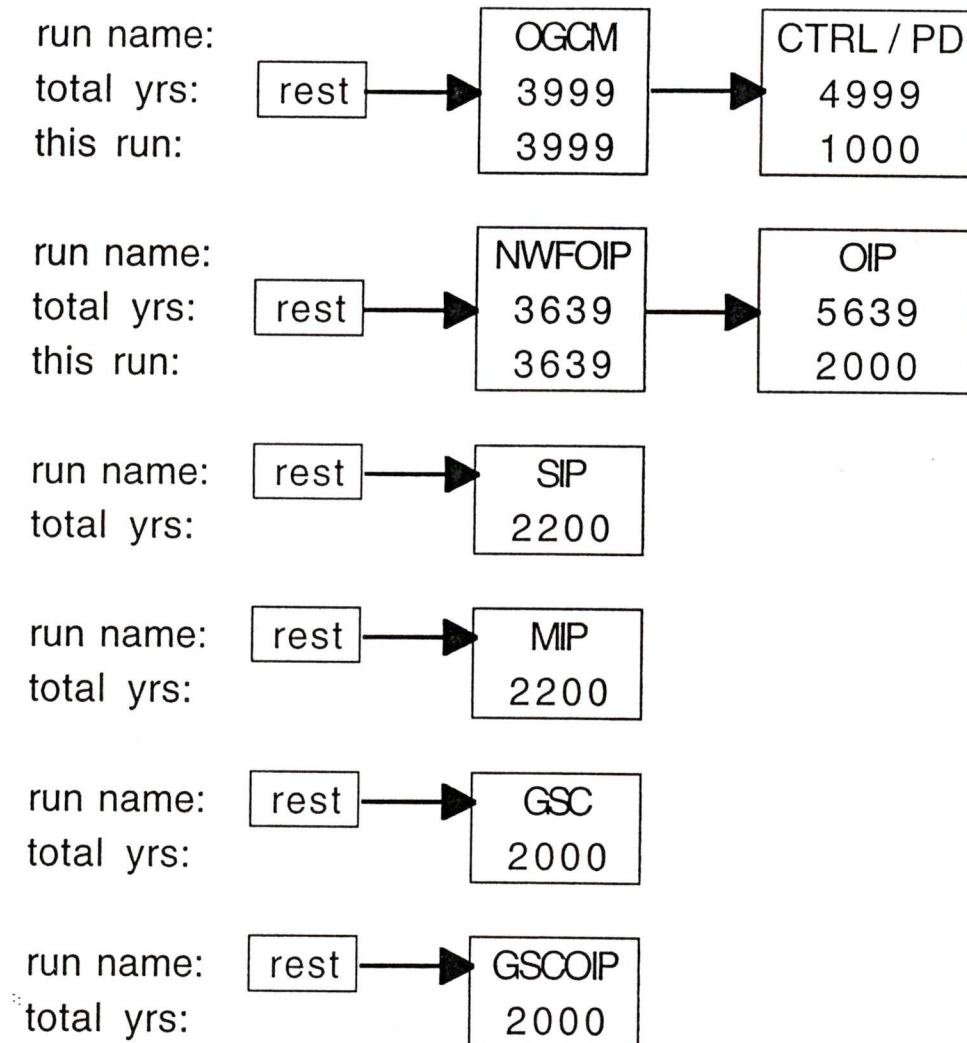 run name: OGCM CTRL / PD
total yrs: rest 3999 4999
this run: 3999 1000
run name: NWFOIP OIP
total yrs: rest 3639 5639
this run: 3639 2000
run name: rest SIP
total yrs: 2200
run name: rest MIP
total yrs: 2200
run name: rest GSC
total yrs: 2000
run name: rest GSCOIP
total yrs: 2000